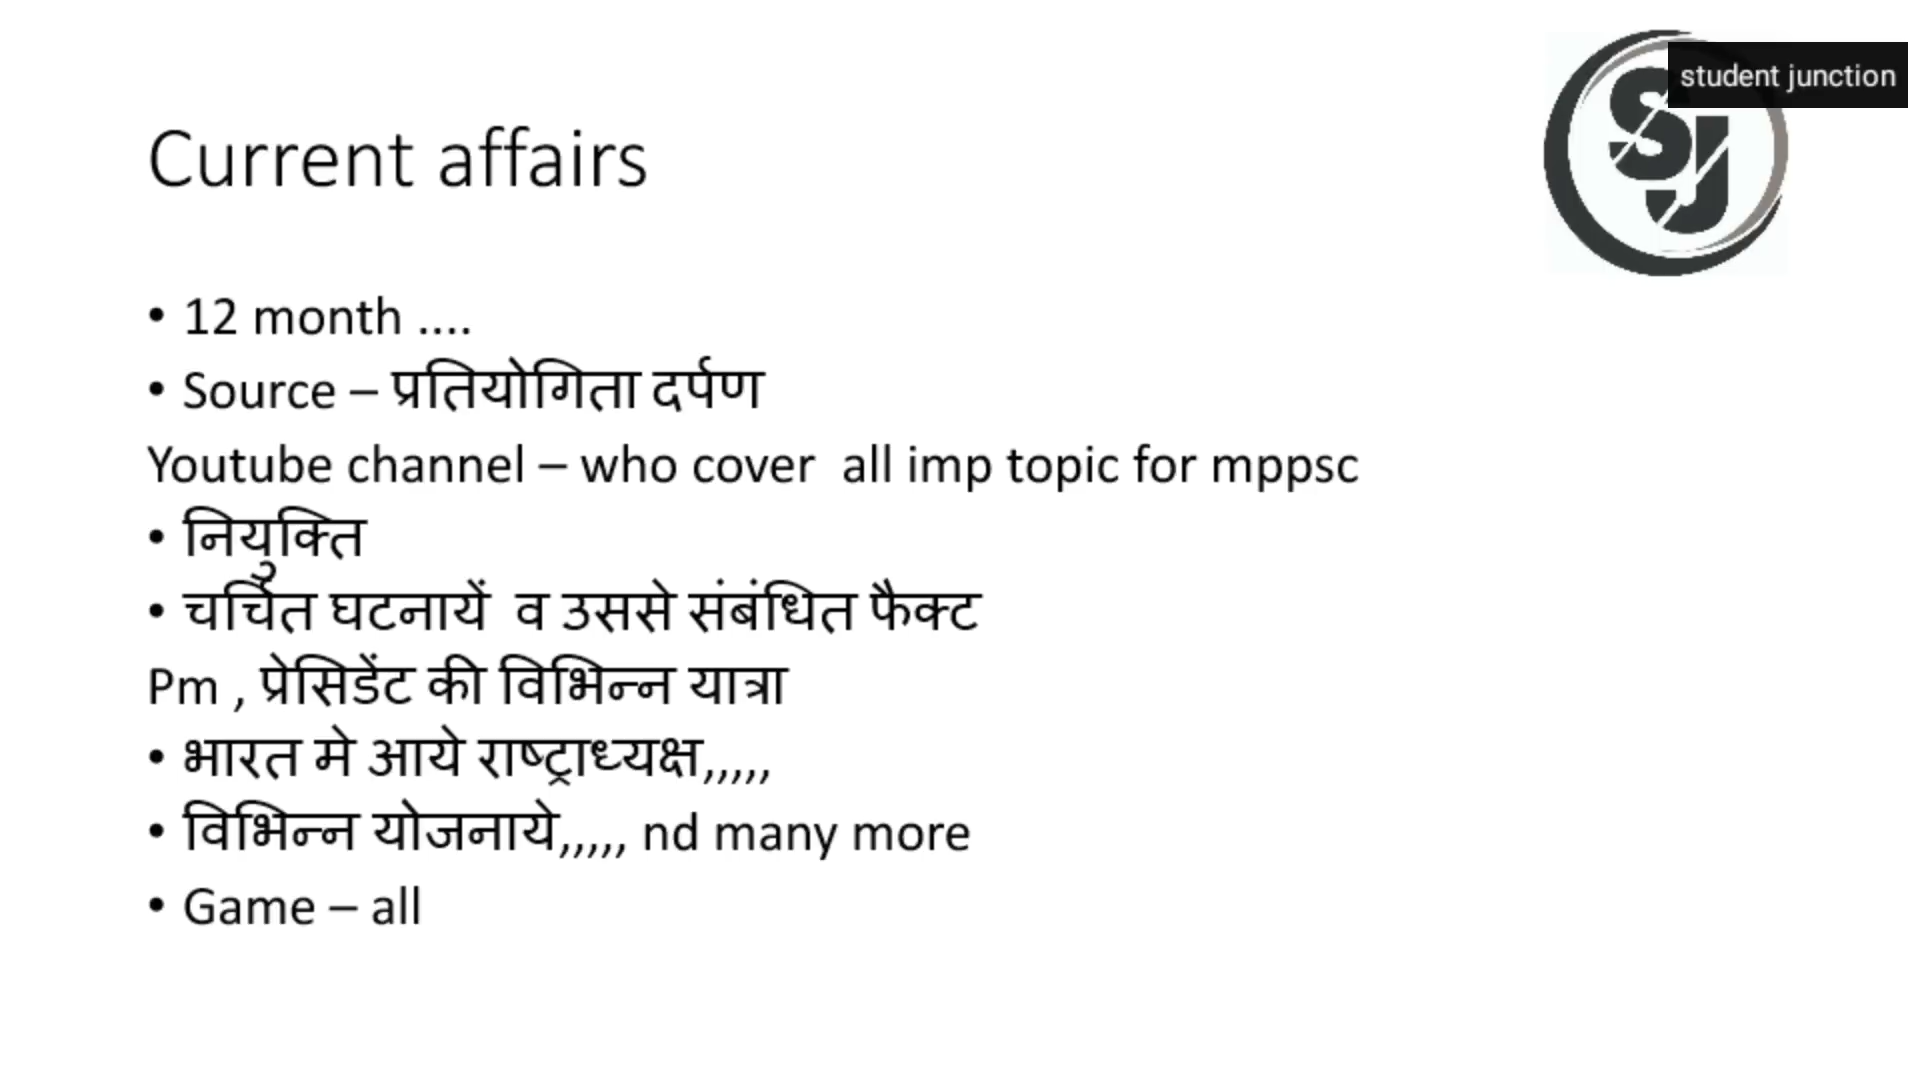 student junction
SJ
Current affairs
• 12 month ....
• Source – प्रतियोगिता दर्पण
Youtube channel – who cover  all imp topic for mppsc
• नियुक्ति
• चर्चित घटनायें  व उससे संबंधित फैक्ट
Pm , प्रेसिडेंट की विभिन्न यात्रा
• भारत मे आये राष्ट्राध्यक्ष,,,,,
• विभिन्न योजनाये,,,,, nd many more
• Game – all